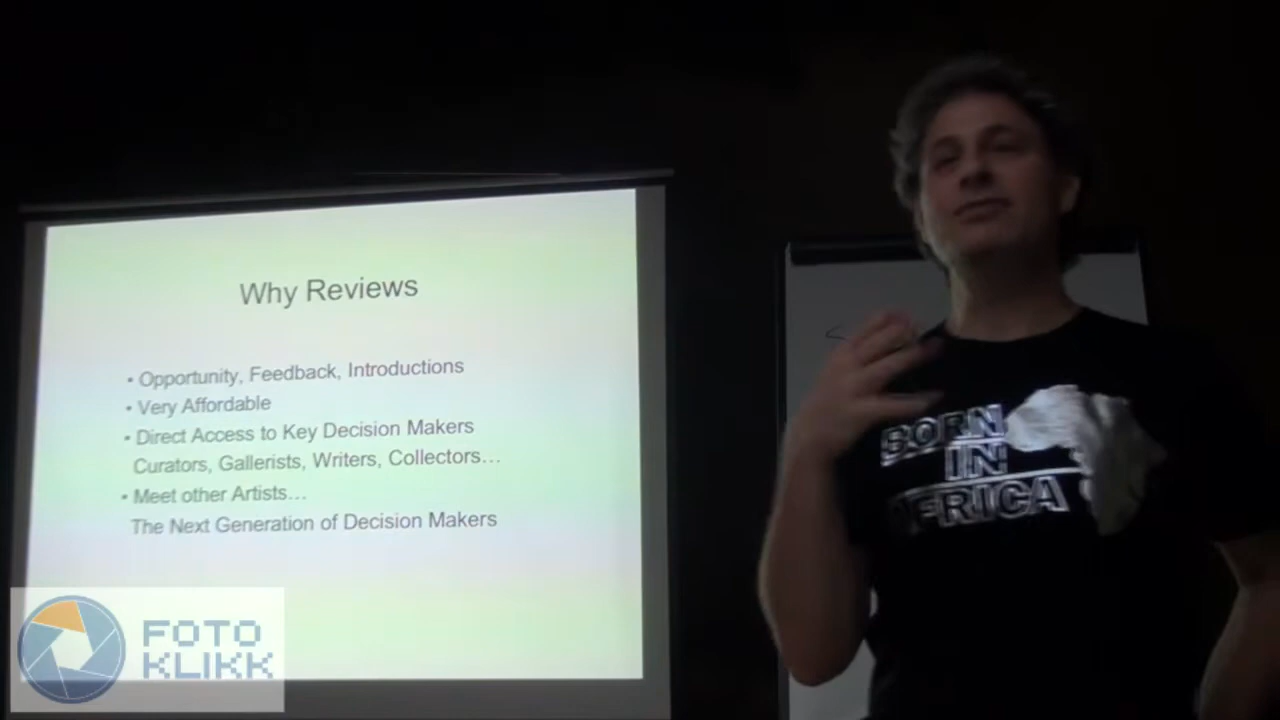 Why Reviews
• Opportunity, Feedback, Introductions
• Very Affordable
• Direct Access to Key Decision Makers
Curators, Gallerists, Writers, Collectors…
• Meet other Artists…
The Next Generation of Decision Makers
BORN
IN
AFRICA
FOTO
KLIKK